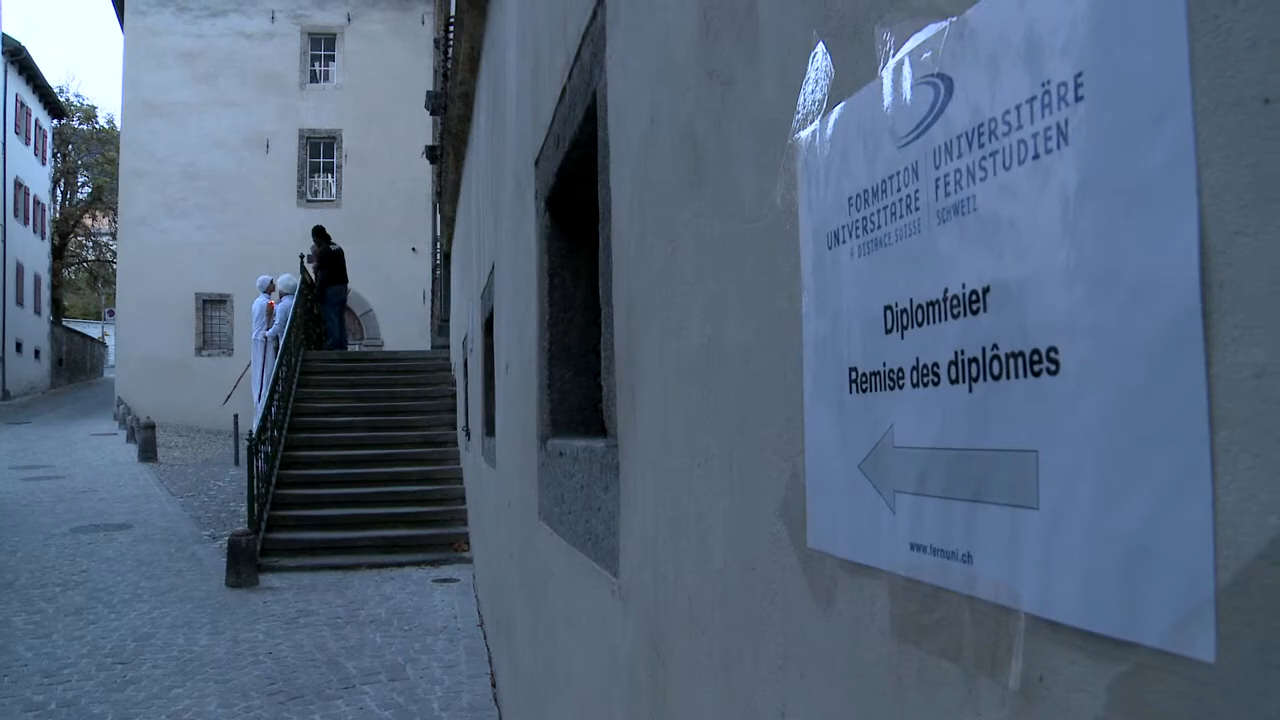 FORMATION
UNIVERSITAIRE
À DISTANCE, SUISSE
UNIVERSITÄRE
FERNSTUDIEN
SCHWEIZ
Diplomfeier
Remise des diplômes
www.fernuni.ch